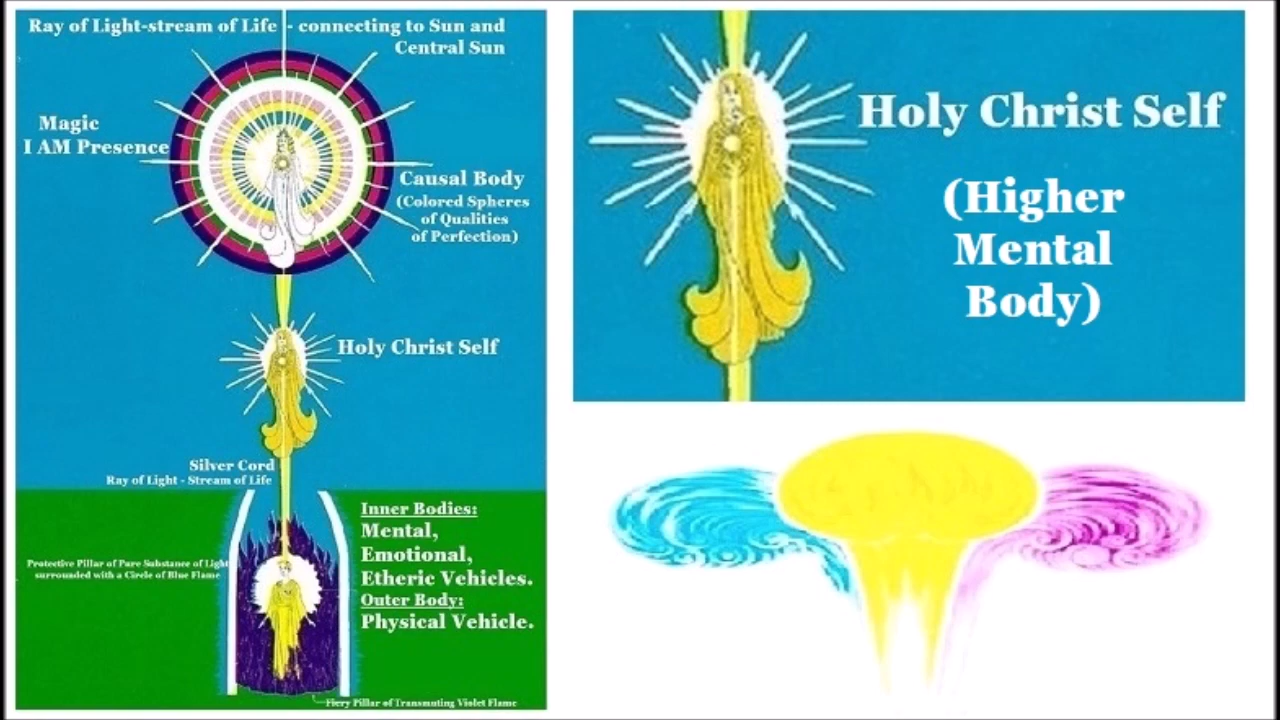 Ray of Light-stream of Life - connecting to Sun and
Central Sun
Magic
I AM Presence
Causal Body
(Colored Spheres
of Qualities
of Perfection)
Holy Christ Self
Silver Cord
Ray of Light - Stream of Life
Protective Pillar of Pure Substance of Light
surrounded with a Circle of Blue Flame
Inner Bodies:
Mental,
Emotional,
Etheric Vehicles.
Outer Body:
Physical Vehicle.
Fiery Pillar of Transmuting Violet Flame
Holy Christ Self
(Higher
Mental
Body)